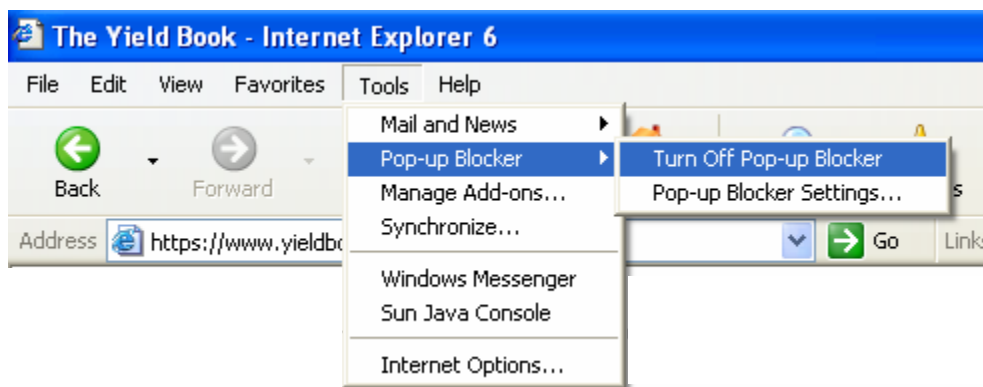 The Yield Book - Internet Explorer 6
File Edit View Favorites Tools Help
Mail and News
Pop-up Blocker Turn Off Pop-up Blocker
Back Forward Manage Add-ons... Pop-up Blocker Settings...
Synchronize...
Address https://www.yieldbo Go Links
Windows Messenger
Sun Java Console
Internet Options...